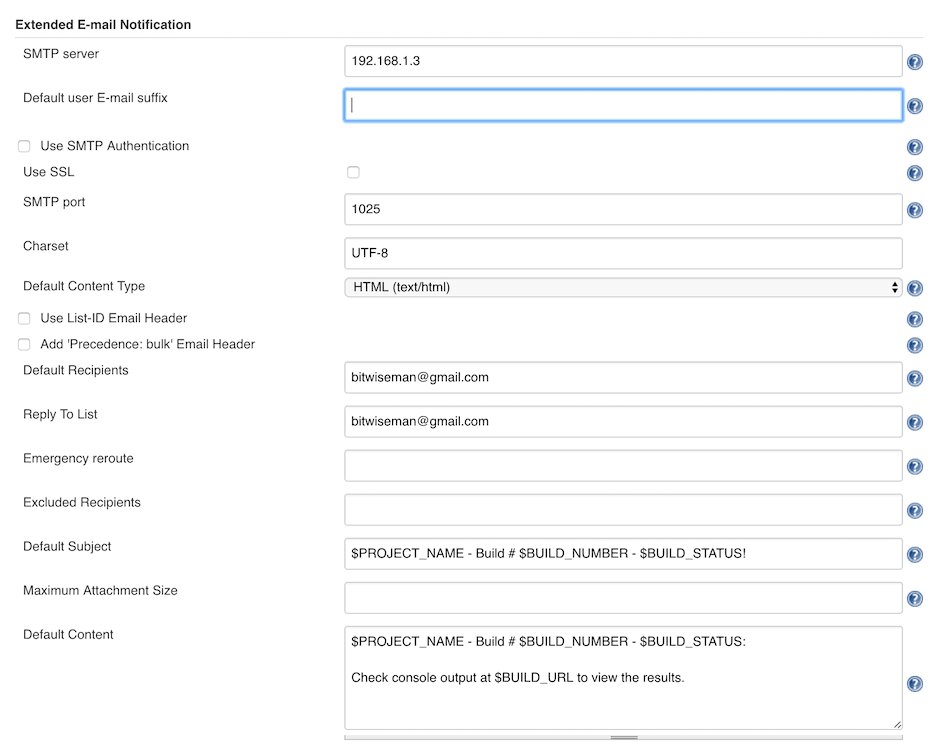 Extended E-mail Notification
SMTP server
192.168.1.3
Default user E-mail suffix
Use SMTP Authentication
Use SSL
SMTP port
1025
Charset
UTF-8
Default Content Type
HTML (text/html)
Use List-ID Email Header
Add 'Precedence: bulk' Email Header
Default Recipients
bitwiseman@gmail.com
Reply To List
bitwiseman@gmail.com
Emergency reroute
Excluded Recipients
Default Subject
$PROJECT_NAME - Build # $BUILD_NUMBER - $BUILD_STATUS!
Maximum Attachment Size
Default Content
$PROJECT_NAME - Build # $BUILD_NUMBER - $BUILD_STATUS:
Check console output at $BUILD_URL to view the results.